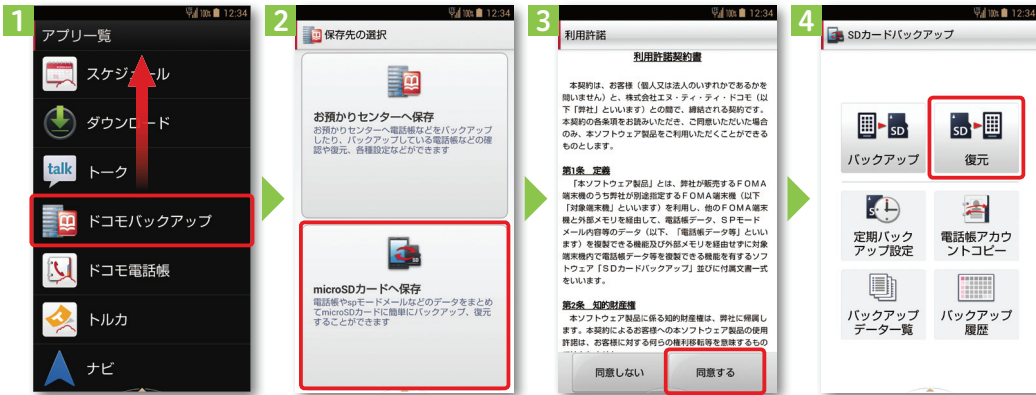 1
100% 12:34
アプリ一覧
スケジュール
ダウンロード
talk
トーク
ドコモバックアップ
ドコモ電話帳
トルカ
ナビ
2
100% 12:34
保存先の選択
お預かりセンターへ保存
お預かりセンターへ電話帳などをバックアップ
したり、バックアップしている電話帳などの確
認や復元、各種設定などができます
microSDカードへ保存
電話帳やspモードメールなどのデータをまとめ
てmicroSDカードに簡単にバックアップ、復元
することができます
3
100% 12:34
利用許諾
利用許諾契約書
本契約は、お客様（個人又は法人のいずれかであるかを
問いません）と、株式会社エヌ・ティ・ティ・ドコモ（以
下「弊社」といいます）との間で、締結される契約です。
本契約の各条項をお読みいただき、ご同意いただいた場合
のみ、本ソフトウェア製品をご利用いただくことができる
ものとします。
第1条 定義
「本ソフトウェア製品」とは、弊社が販売するＦＯＭＡ
端末機のうち弊社が別途指定するＦＯＭＡ端末機（以下
「対象端末機」といいます）を利用し、他のＦＯＭＡ端末
機と外部メモリを経由して、電話帳データ、ＳＰモード
メール内容等のデータ（以下、「電話帳データ等」といい
ます）を複製できる機能及び外部メモリを経由せずに対象
端末機内で電話帳データ等を複製できる機能を有するソフ
トウェア「ＳＤカードバックアップ」並びに付属文書一式
をいいます。
第2条 知的財産権
本ソフトウェア製品に係る知的財産権は、弊社に帰属し
ます。本契約によるお客様への本ソフトウェア製品の使用
許諾は、お客様に対する何らの権利移転等を意味するもの
同意しない
同意する
4
100% 12:34
SDカードバックアップ
SD
バックアップ
SD
復元
定期バック
アップ設定
電話帳アカウ
ントコピー
バックアップ
データ一覧
バックアップ
履歴